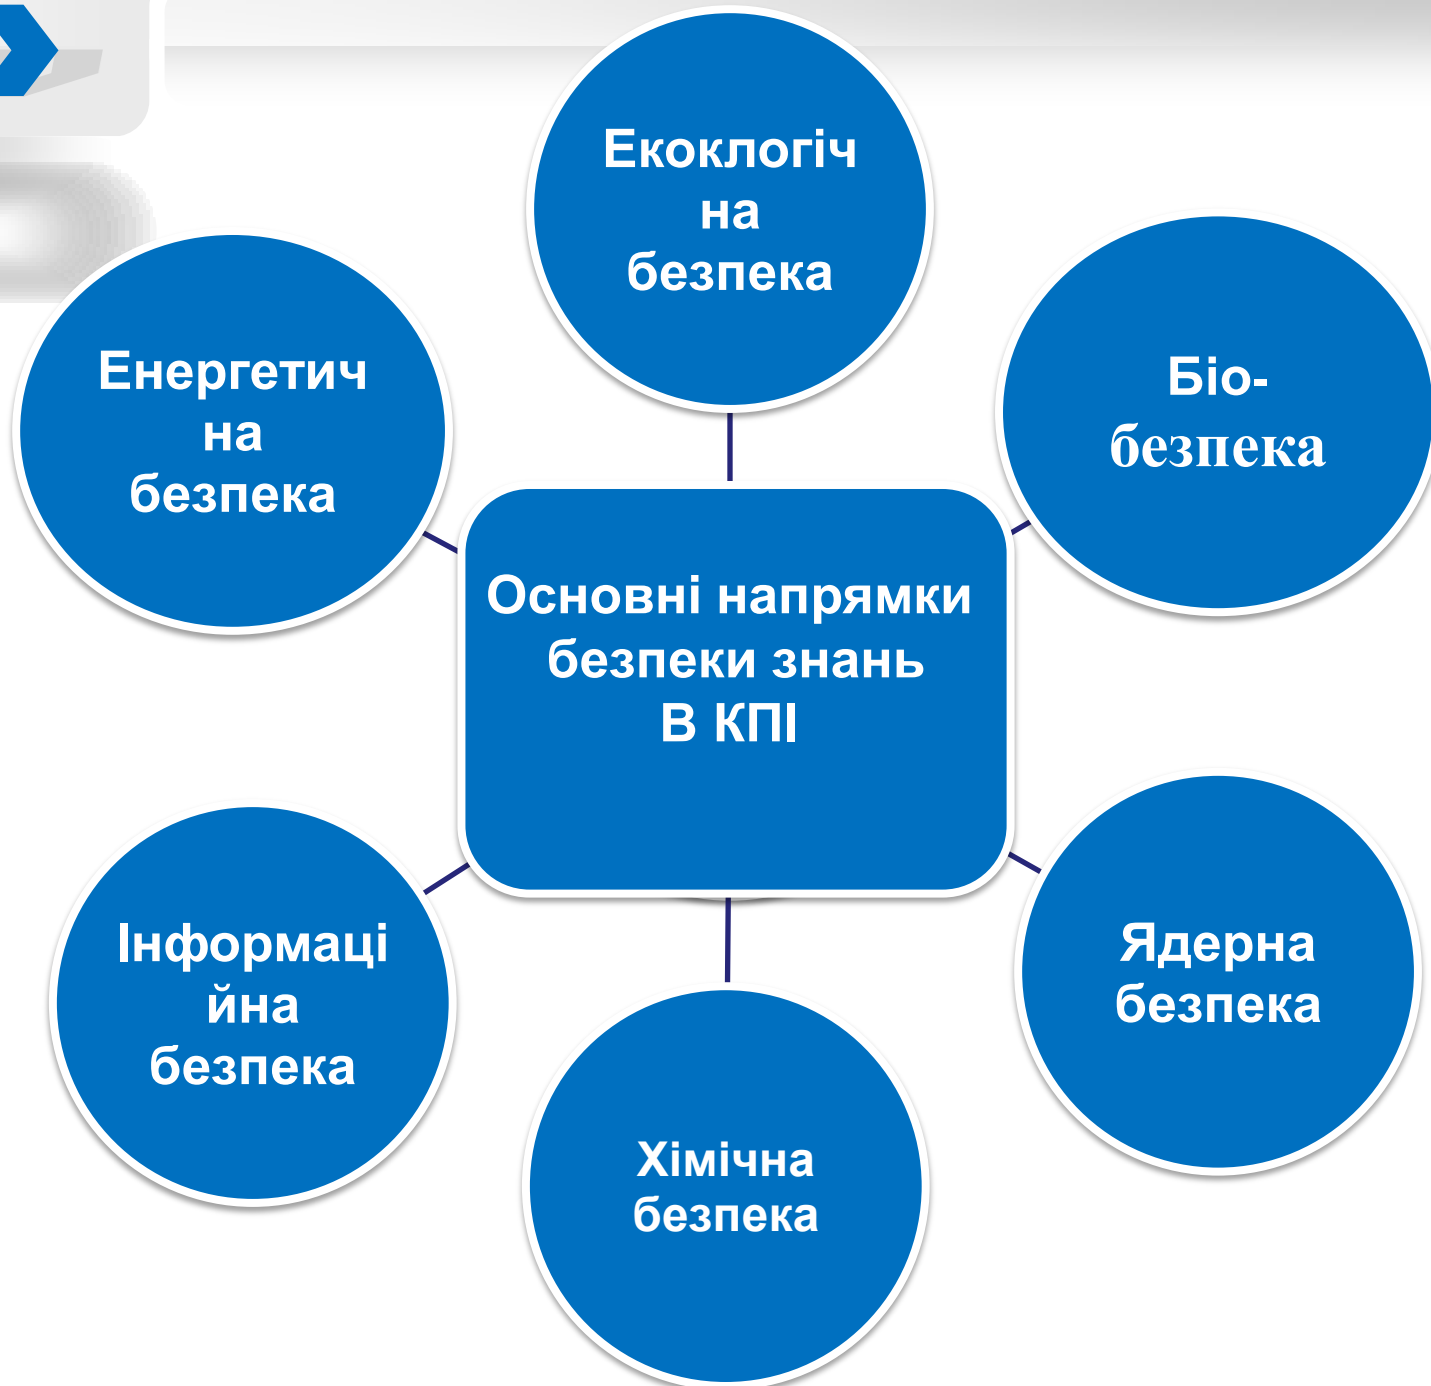 Екоклогіч
на
безпека
Енергетич
на
безпека
Біо-
безпека
Основні напрямки
безпеки знань
В КПІ
Інформаці
йна
безпека
Ядерна
безпека
Хімічна
безпека